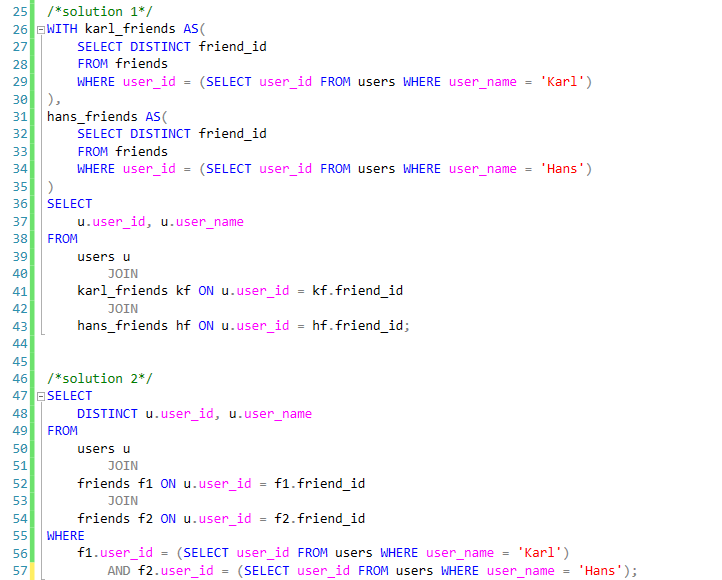 25 /*solution 1*/
26 WITH karl_friends AS(
27 SELECT DISTINCT friend_id
28 FROM friends
29 WHERE user_id = (SELECT user_id FROM users WHERE user_name = 'Karl')
30 ),
31 hans_friends AS(
32 SELECT DISTINCT friend_id
33 FROM friends
34 WHERE user_id = (SELECT user_id FROM users WHERE user_name = 'Hans')
35 )
36 SELECT
37 u.user_id, u.user_name
38 FROM
39 users u
40 JOIN
41 karl_friends kf ON u.user_id = kf.friend_id
42 JOIN
43 hans_friends hf ON u.user_id = hf.friend_id;
44
45
46 /*solution 2*/
47 SELECT
48 DISTINCT u.user_id, u.user_name
49 FROM
50 users u
51 JOIN
52 friends f1 ON u.user_id = f1.friend_id
53 JOIN
54 friends f2 ON u.user_id = f2.friend_id
55 WHERE
56 f1.user_id = (SELECT user_id FROM users WHERE user_name = 'Karl')
57 AND f2.user_id = (SELECT user_id FROM users WHERE user_name = 'Hans');